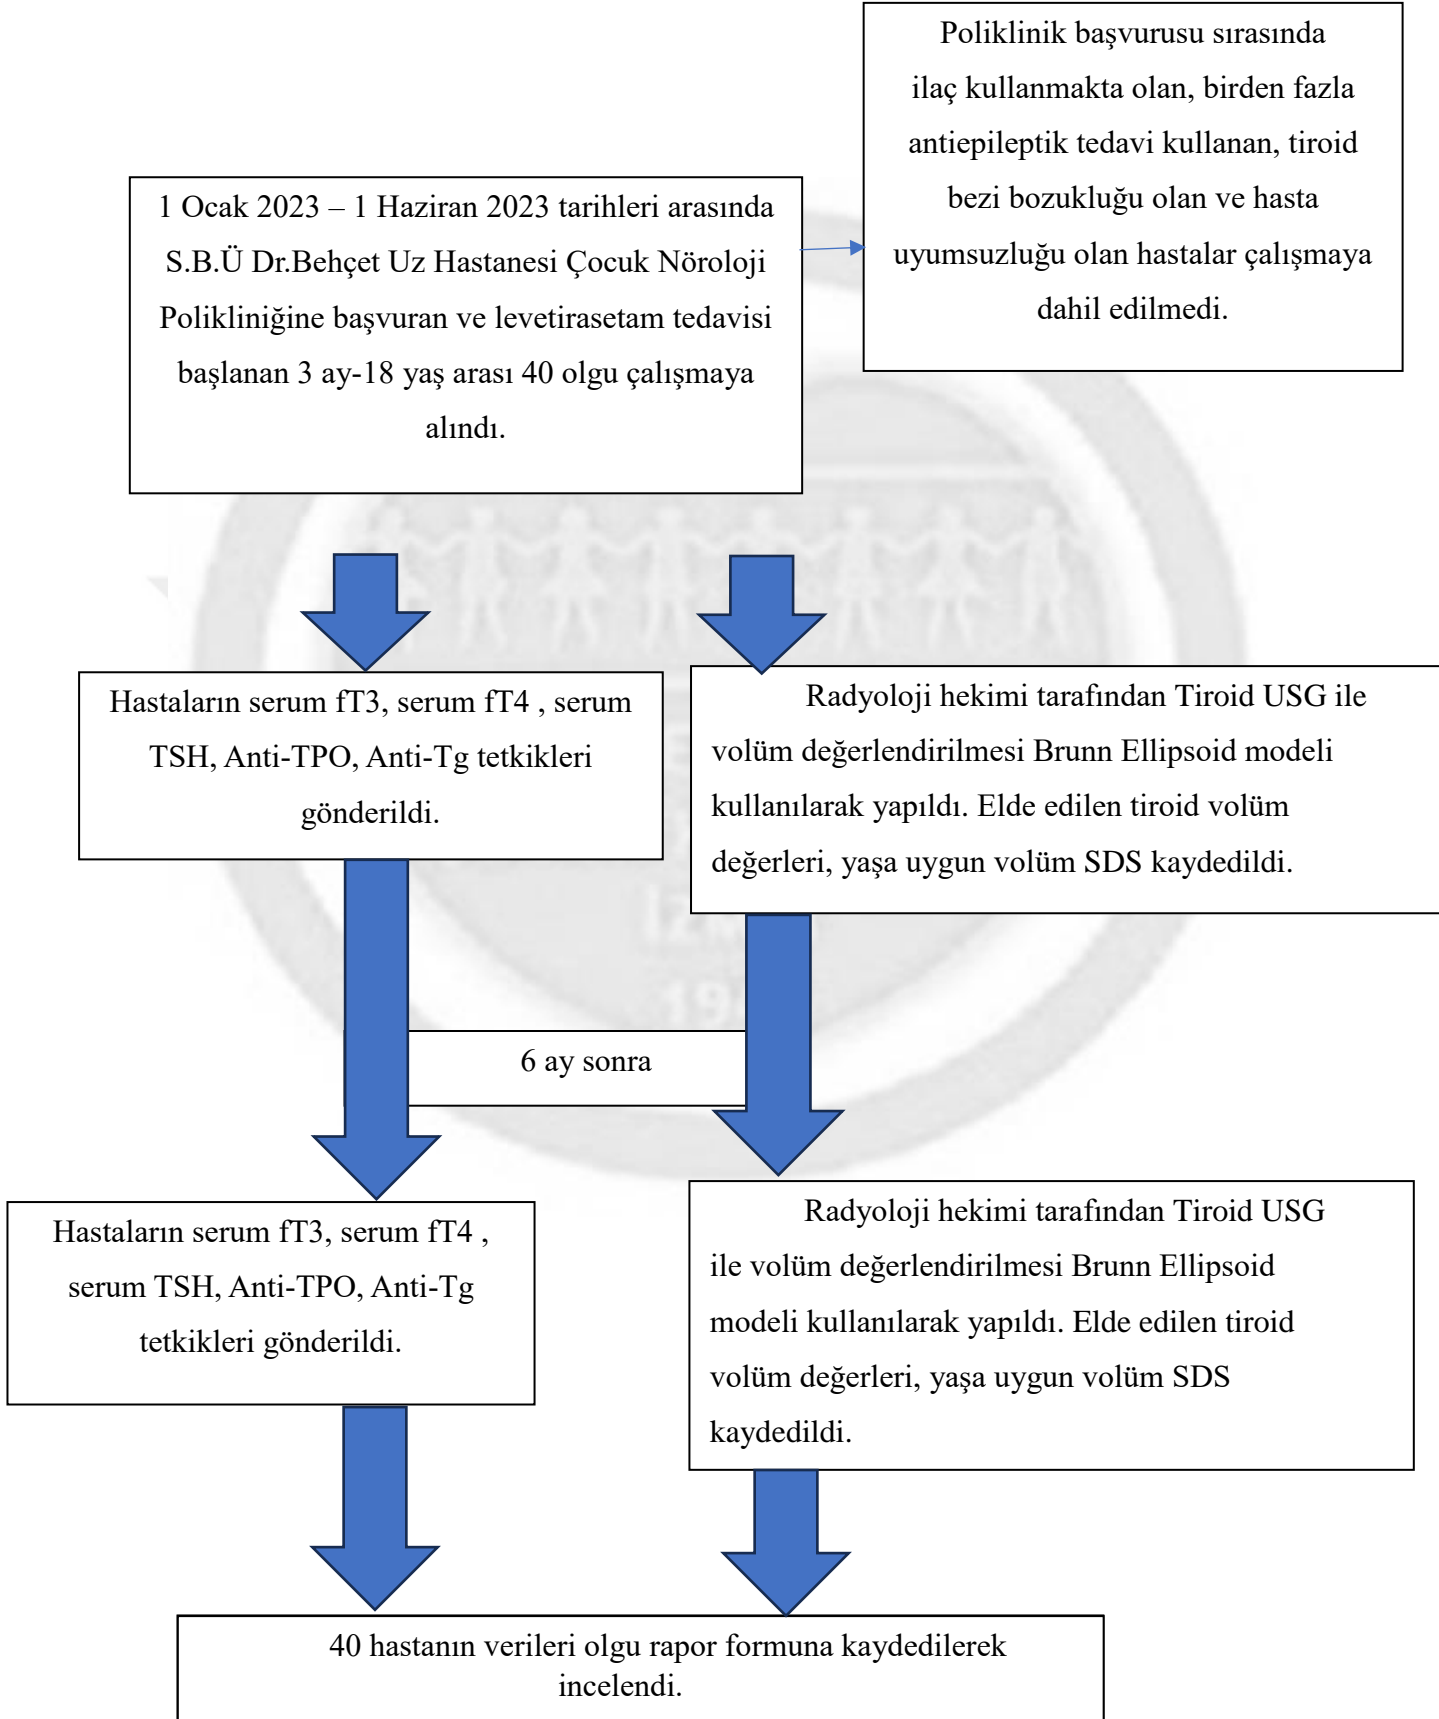 Poliklinik başvurusu sırasında
ilaç kullanmakta olan, birden fazla
antiepileptik tedavi kullanan, tiroid
bezi bozukluğu olan ve hasta
uyumsuzluğu olan hastalar çalışmaya
dahil edilmedi.
1 Ocak 2023 – 1 Haziran 2023 tarihleri arasında
S.B.Ü Dr.Behçet Uz Hastanesi Çocuk Nöroloji
Polikliniğine başvuran ve levetirasetam tedavisi
başlanan 3 ay-18 yaş arası 40 olgu çalışmaya
alındı.
Hastaların serum fT3, serum fT4 , serum
TSH, Anti-TPO, Anti-Tg tetkikleri
gönderildi.
Radyoloji hekimi tarafından Tiroid USG ile
volüm değerlendirilmesi Brunn Ellipsoid modeli
kullanılarak yapıldı. Elde edilen tiroid volüm
değerleri, yaşa uygun volüm SDS kaydedildi.
6 ay sonra
Hastaların serum fT3, serum fT4 ,
serum TSH, Anti-TPO, Anti-Tg
tetkikleri gönderildi.
Radyoloji hekimi tarafından Tiroid USG
ile volüm değerlendirilmesi Brunn Ellipsoid
modeli kullanılarak yapıldı. Elde edilen tiroid
volüm değerleri, yaşa uygun volüm SDS
kaydedildi.
40 hastanın verileri olgu rapor formuna kaydedilerek
incelendi.